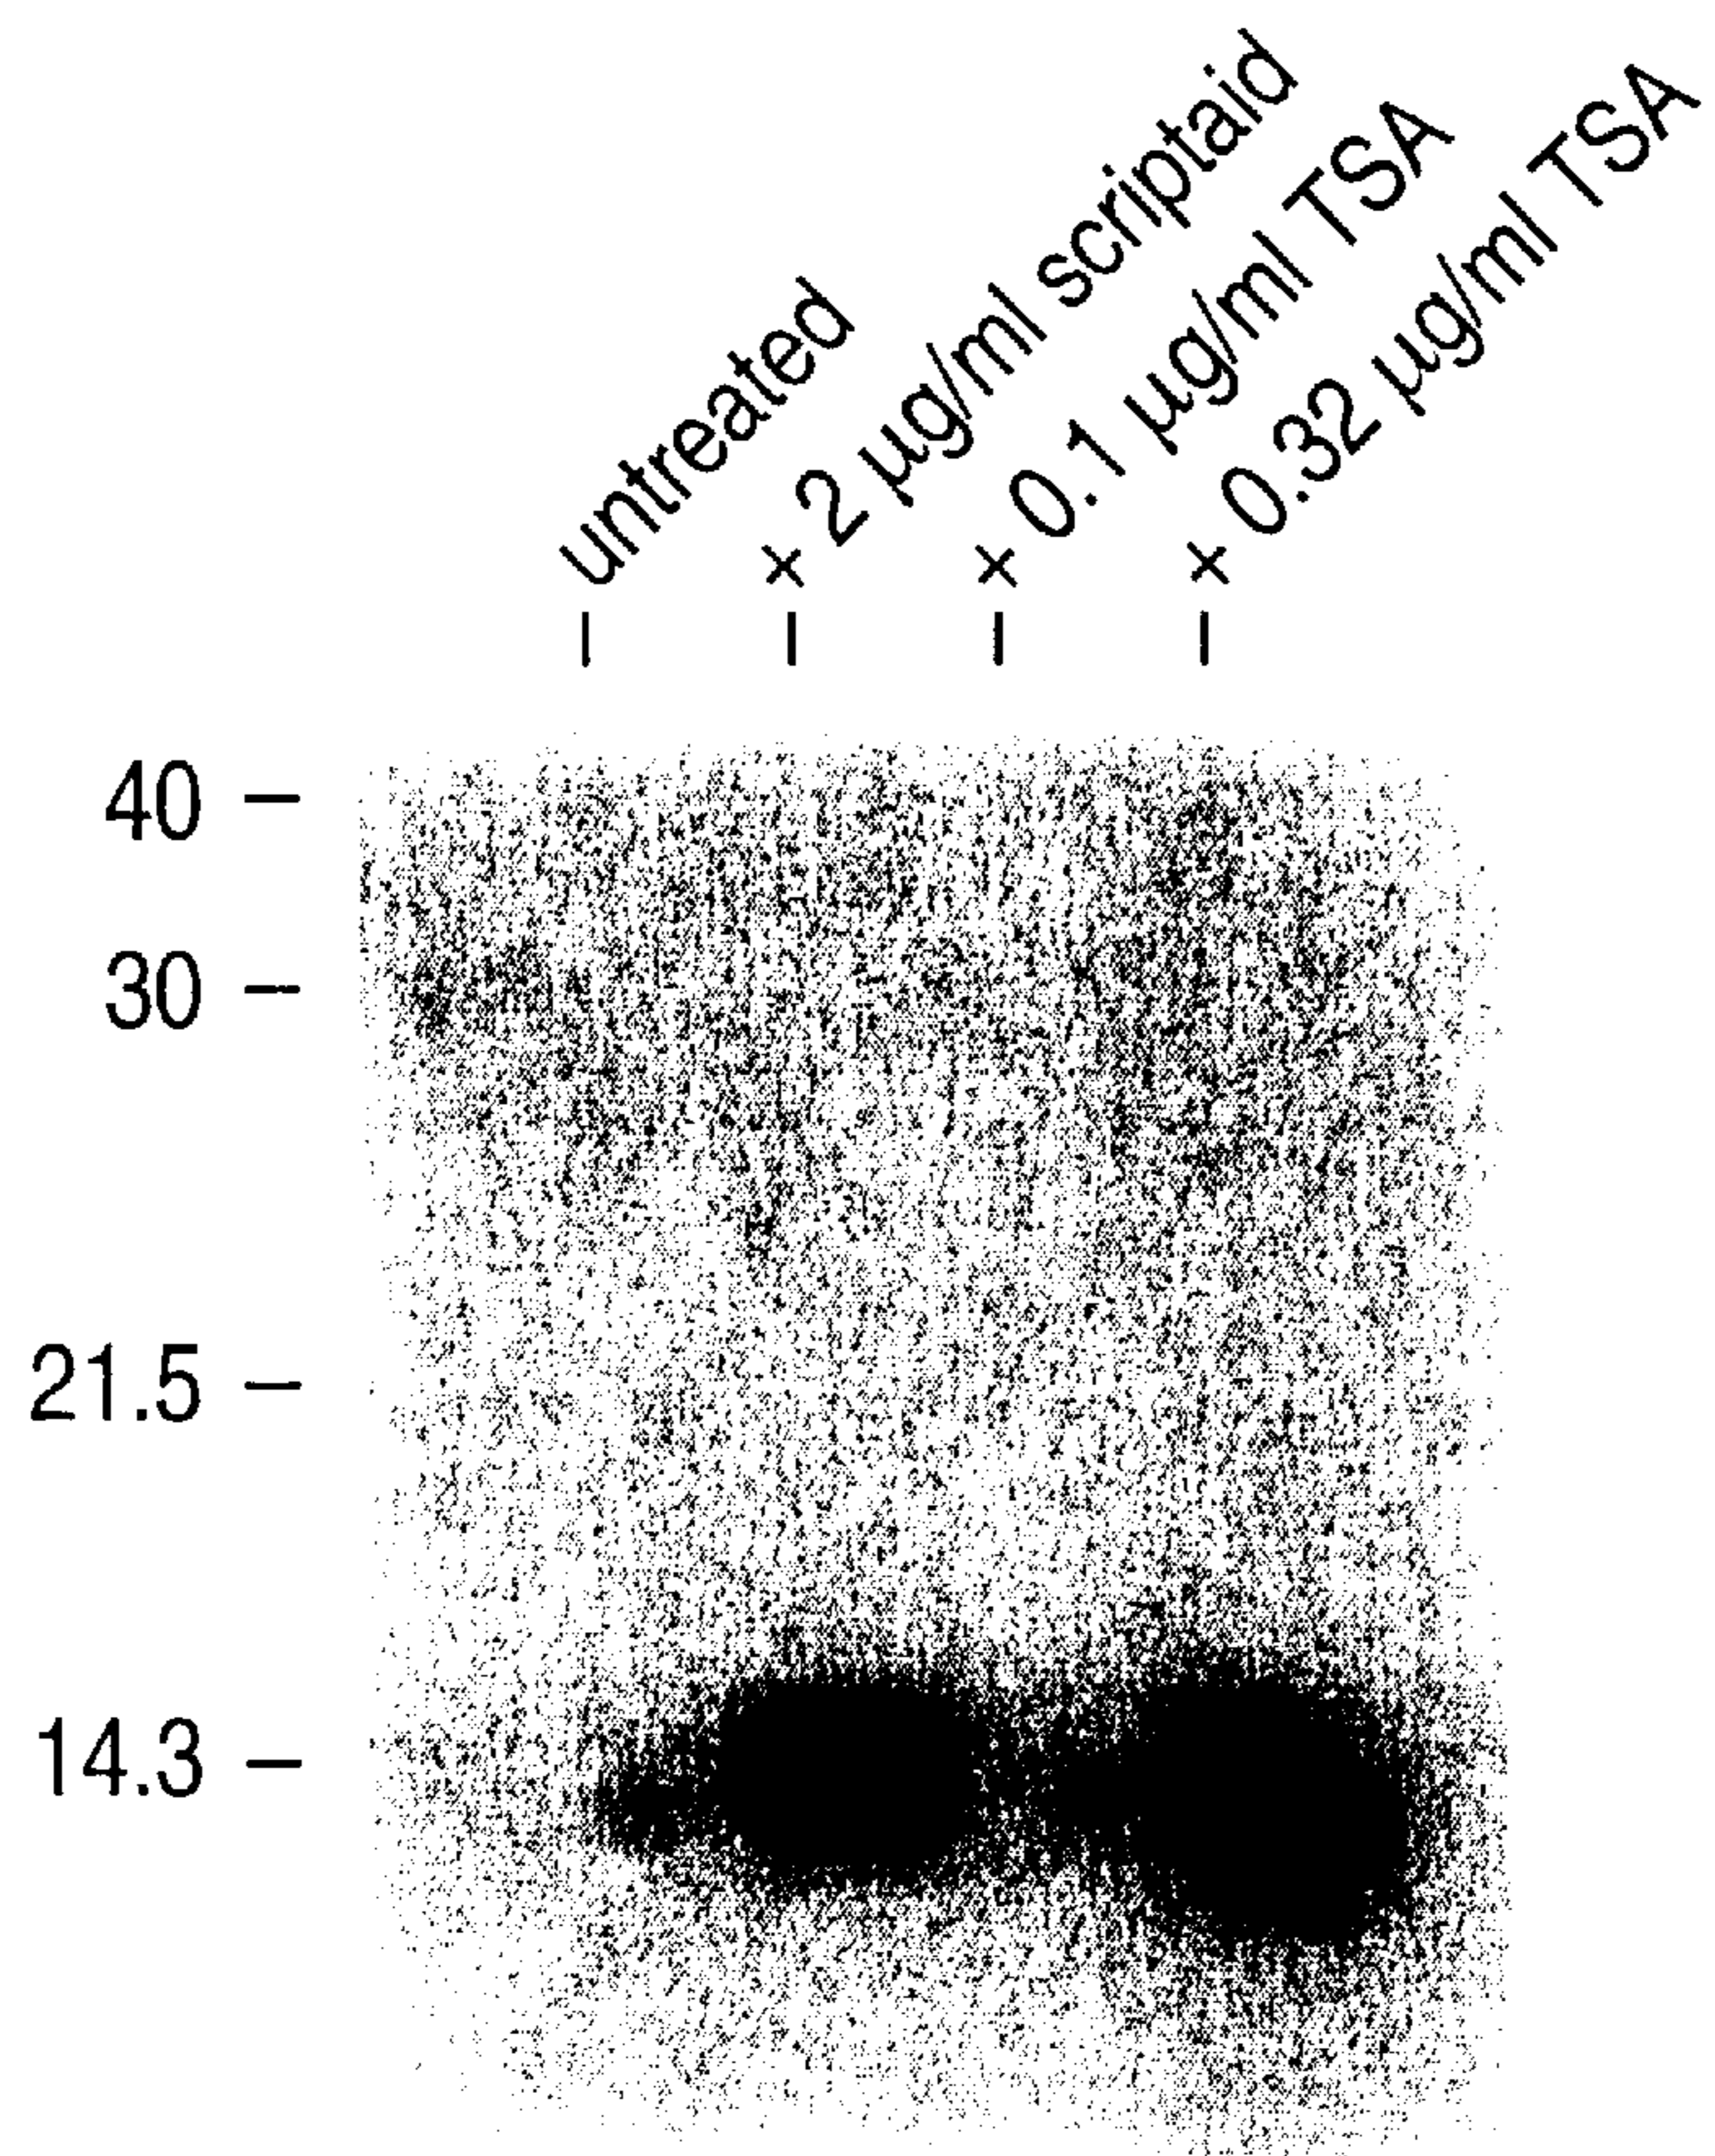 untreated
+ 2 µg/ml scriptaid
+ 0.1 µg/ml TSA
+ 0.32 µg/ml TSA
40
30
21.5
14.3